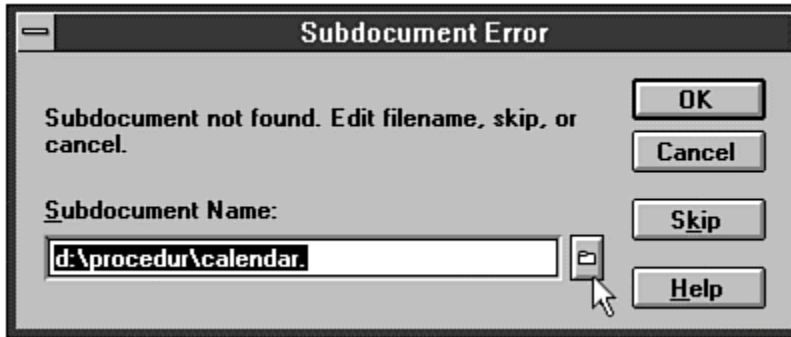 Subdocument Error
Subdocument not found. Edit filename, skip, or
cancel.
Subdocument Name:
d:\procedur\calendar.
OK
Cancel
Skip
Help